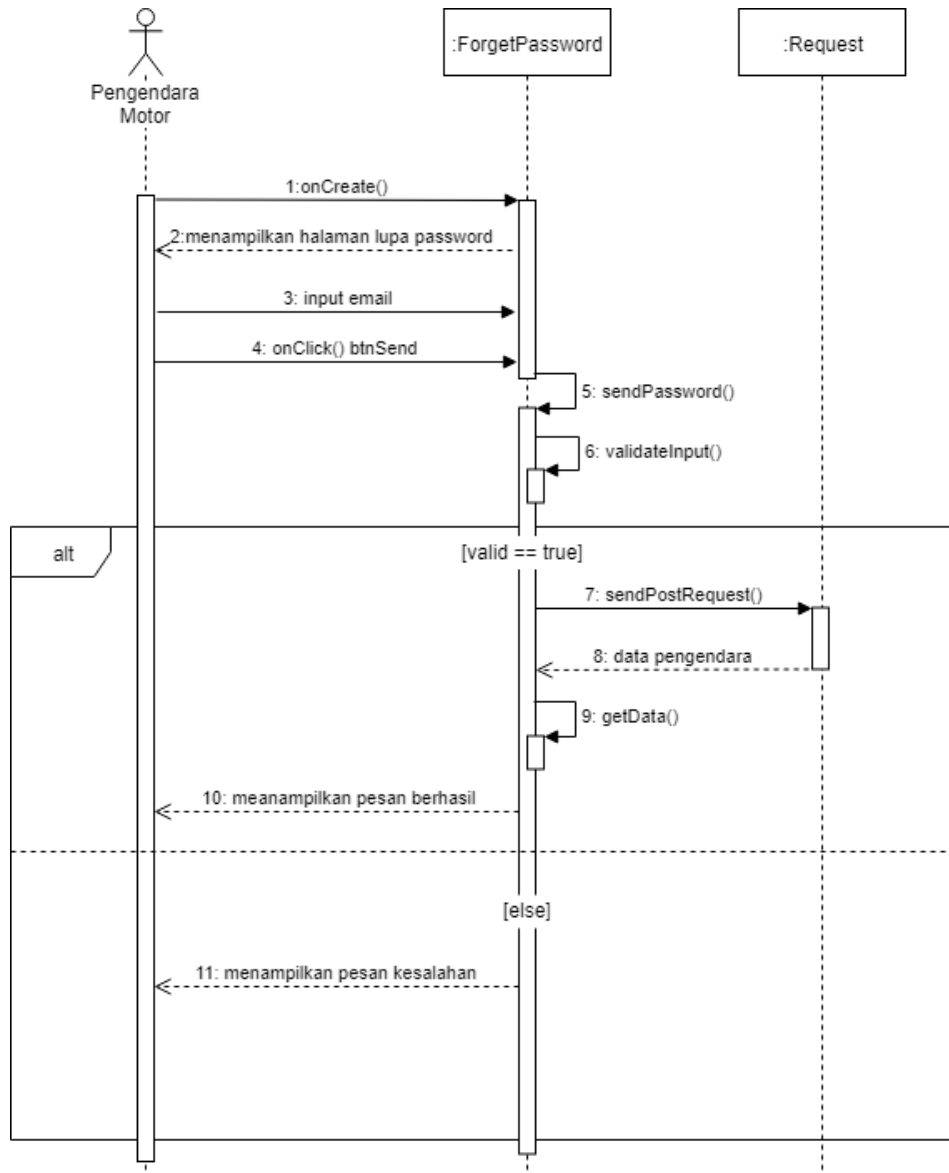 :ForgetPassword
:Request
Pengendara
Motor
1:onCreate()
2:menampilkan halaman lupa password
3: input email
4: onClick() btnSend
5: sendPassword()
6: validateInput()
alt
[valid == true]
7: sendPostRequest()
8: data pengendara
9: getData()
10: meanampilkan pesan berhasil
[else]
11: menampilkan pesan kesalahan